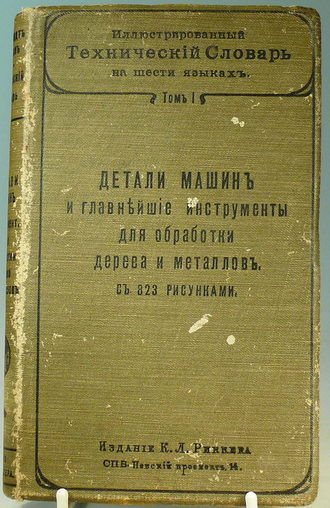 Иллюстрированный
Техническій Словарь
на шести языкахъ.
Томъ I
ДЕТАЛИ МАШИНЪ
и главнѣйшіе инструменты
для обработки
дерева и металловъ.
съ 823 рисунками.
Изданіе К. Л. Риккера
СПБ. Невскій проспектъ, 14.